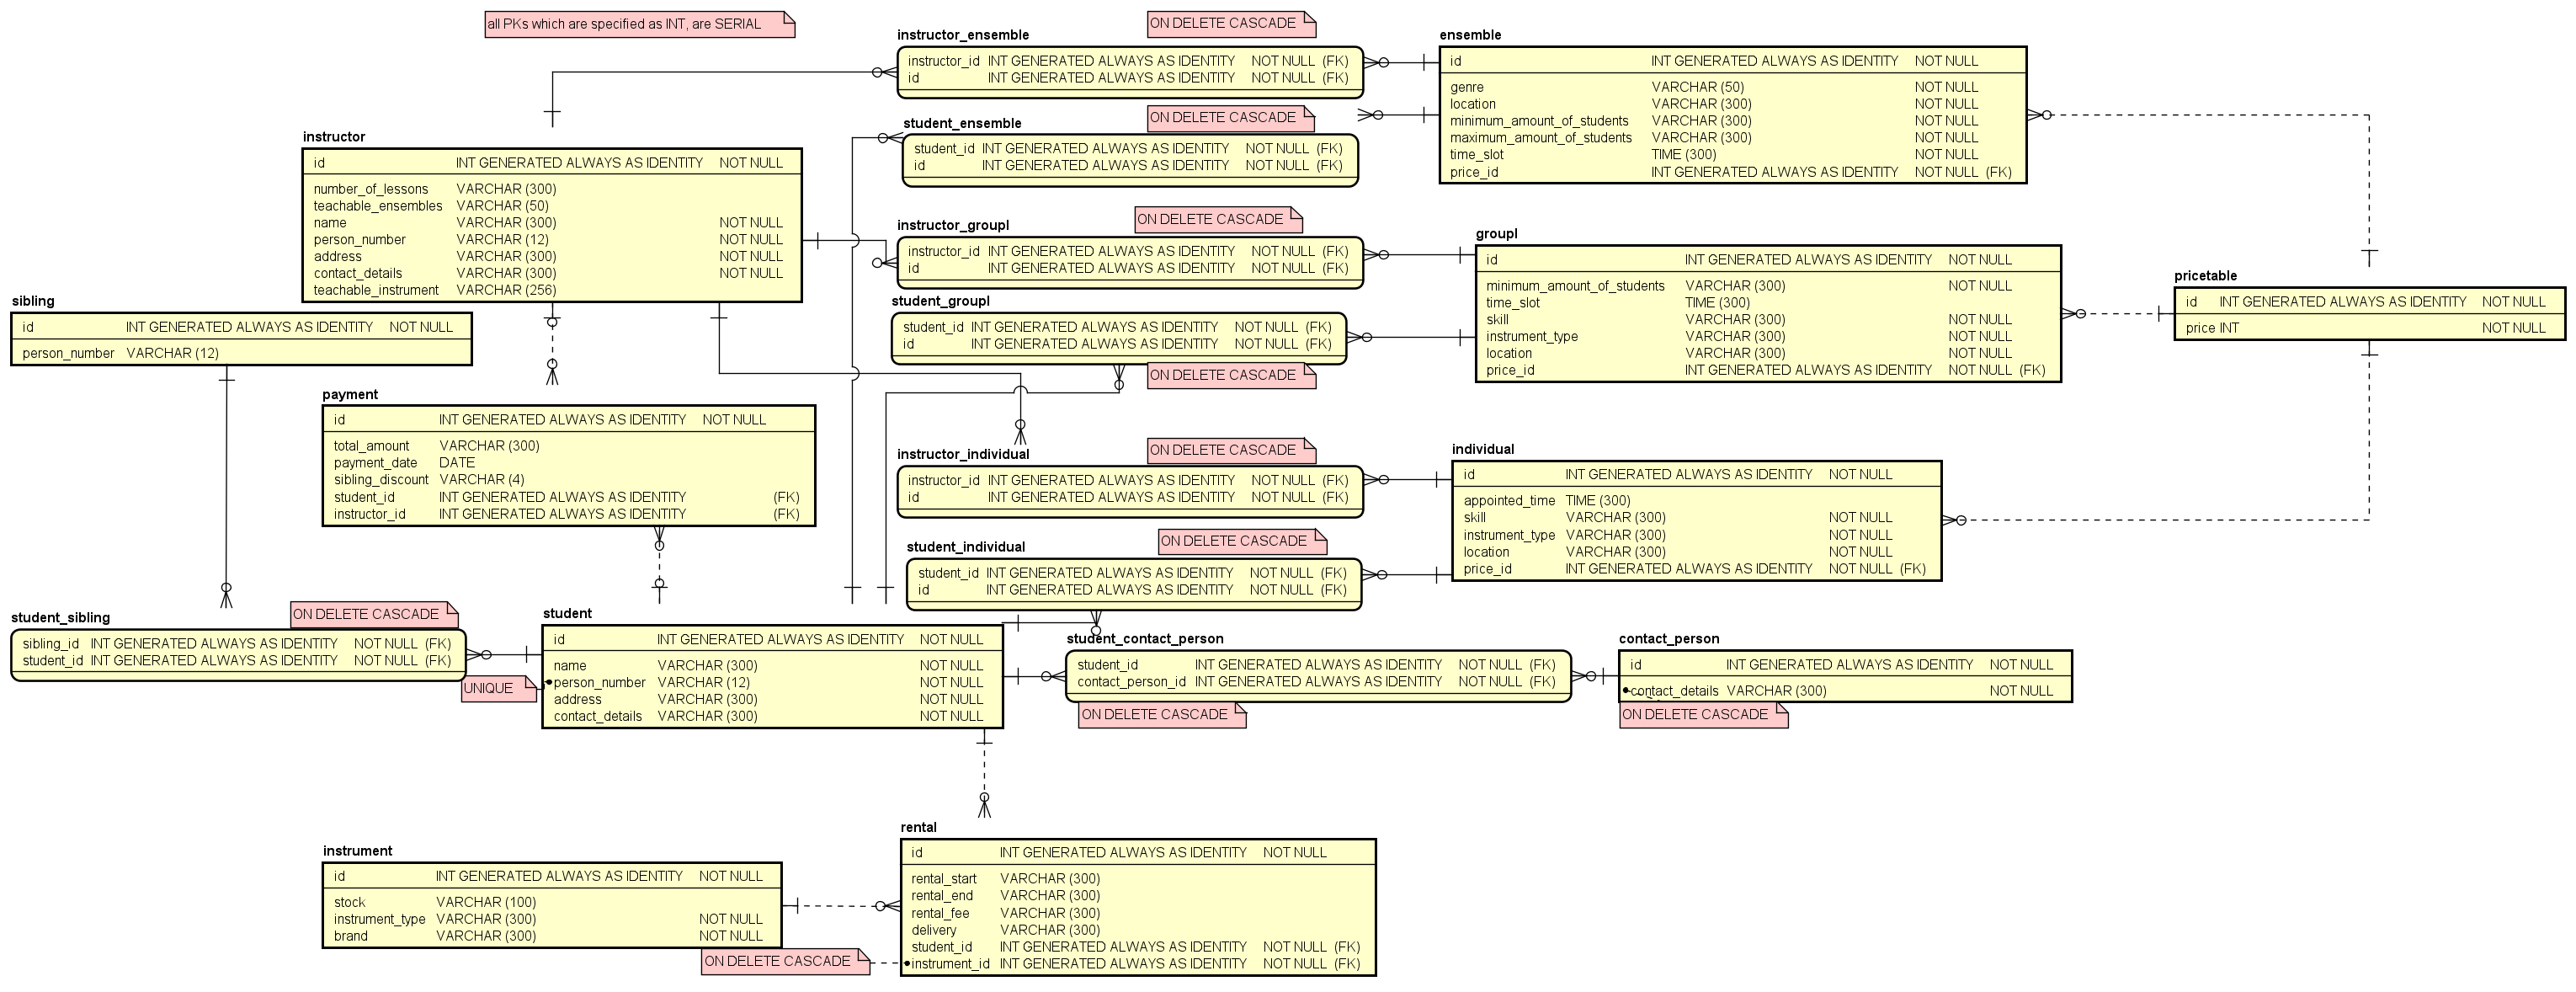 all PKs which are specified as INT, are SERIAL
ON DELETE CASCADE
instructor_ensemble
instructor_id INT GENERATED ALWAYS AS IDENTITY NOT NULL (FK)
id INT GENERATED ALWAYS AS IDENTITY NOT NULL (FK)
ensemble
id INT GENERATED ALWAYS AS IDENTITY NOT NULL
genre VARCHAR (50) NOT NULL
location VARCHAR (300) NOT NULL
minimum_amount_of_students VARCHAR (300) NOT NULL
maximum_amount_of_students VARCHAR (300) NOT NULL
time_slot TIME (300) NOT NULL
price_id INT GENERATED ALWAYS AS IDENTITY NOT NULL (FK)
ON DELETE CASCADE
student_ensemble
student_id INT GENERATED ALWAYS AS IDENTITY NOT NULL (FK)
id INT GENERATED ALWAYS AS IDENTITY NOT NULL (FK)
instructor
id INT GENERATED ALWAYS AS IDENTITY NOT NULL
number_of_lessons VARCHAR (300)
teachable_ensembles VARCHAR (50)
name VARCHAR (300) NOT NULL
person_number VARCHAR (12) NOT NULL
address VARCHAR (300) NOT NULL
contact_details VARCHAR (300) NOT NULL
teachable_instrument VARCHAR (256)
ON DELETE CASCADE
instructor_groupl
instructor_id INT GENERATED ALWAYS AS IDENTITY NOT NULL (FK)
id INT GENERATED ALWAYS AS IDENTITY NOT NULL (FK)
groupl
id INT GENERATED ALWAYS AS IDENTITY NOT NULL
minimum_amount_of_students VARCHAR (300) NOT NULL
time_slot TIME (300)
skill VARCHAR (300) NOT NULL
instrument_type VARCHAR (300) NOT NULL
location VARCHAR (300) NOT NULL
price_id INT GENERATED ALWAYS AS IDENTITY NOT NULL (FK)
pricetable
id INT GENERATED ALWAYS AS IDENTITY NOT NULL
price INT NOT NULL
sibling
id INT GENERATED ALWAYS AS IDENTITY NOT NULL
person_number VARCHAR (12)
student_groupl
student_id INT GENERATED ALWAYS AS IDENTITY NOT NULL (FK)
id INT GENERATED ALWAYS AS IDENTITY NOT NULL (FK)
ON DELETE CASCADE
payment
id INT GENERATED ALWAYS AS IDENTITY NOT NULL
total_amount VARCHAR (300)
payment_date DATE
sibling_discount VARCHAR (4)
student_id INT GENERATED ALWAYS AS IDENTITY (FK)
instructor_id INT GENERATED ALWAYS AS IDENTITY (FK)
ON DELETE CASCADE
instructor_individual
instructor_id INT GENERATED ALWAYS AS IDENTITY NOT NULL (FK)
id INT GENERATED ALWAYS AS IDENTITY NOT NULL (FK)
individual
id INT GENERATED ALWAYS AS IDENTITY NOT NULL
appointed_time TIME (300)
skill VARCHAR (300) NOT NULL
instrument_type VARCHAR (300) NOT NULL
location VARCHAR (300) NOT NULL
price_id INT GENERATED ALWAYS AS IDENTITY NOT NULL (FK)
ON DELETE CASCADE
student_individual
student_id INT GENERATED ALWAYS AS IDENTITY NOT NULL (FK)
id INT GENERATED ALWAYS AS IDENTITY NOT NULL (FK)
ON DELETE CASCADE
student_sibling
sibling_id INT GENERATED ALWAYS AS IDENTITY NOT NULL (FK)
student_id INT GENERATED ALWAYS AS IDENTITY NOT NULL (FK)
UNIQUE
student
id INT GENERATED ALWAYS AS IDENTITY NOT NULL
name VARCHAR (300) NOT NULL
person_number VARCHAR (12) NOT NULL
address VARCHAR (300) NOT NULL
contact_details VARCHAR (300) NOT NULL
student_contact_person
student_id INT GENERATED ALWAYS AS IDENTITY NOT NULL (FK)
contact_person_id INT GENERATED ALWAYS AS IDENTITY NOT NULL (FK)
ON DELETE CASCADE
contact_person
id INT GENERATED ALWAYS AS IDENTITY NOT NULL
contact_details VARCHAR (300) NOT NULL
ON DELETE CASCADE
rental
id INT GENERATED ALWAYS AS IDENTITY NOT NULL
rental_start VARCHAR (300)
rental_end VARCHAR (300)
rental_fee VARCHAR (300)
delivery VARCHAR (300)
student_id INT GENERATED ALWAYS AS IDENTITY NOT NULL (FK)
instrument_id INT GENERATED ALWAYS AS IDENTITY NOT NULL (FK)
instrument
id INT GENERATED ALWAYS AS IDENTITY NOT NULL
stock VARCHAR (100)
instrument_type VARCHAR (300) NOT NULL
brand VARCHAR (300) NOT NULL
ON DELETE CASCADE